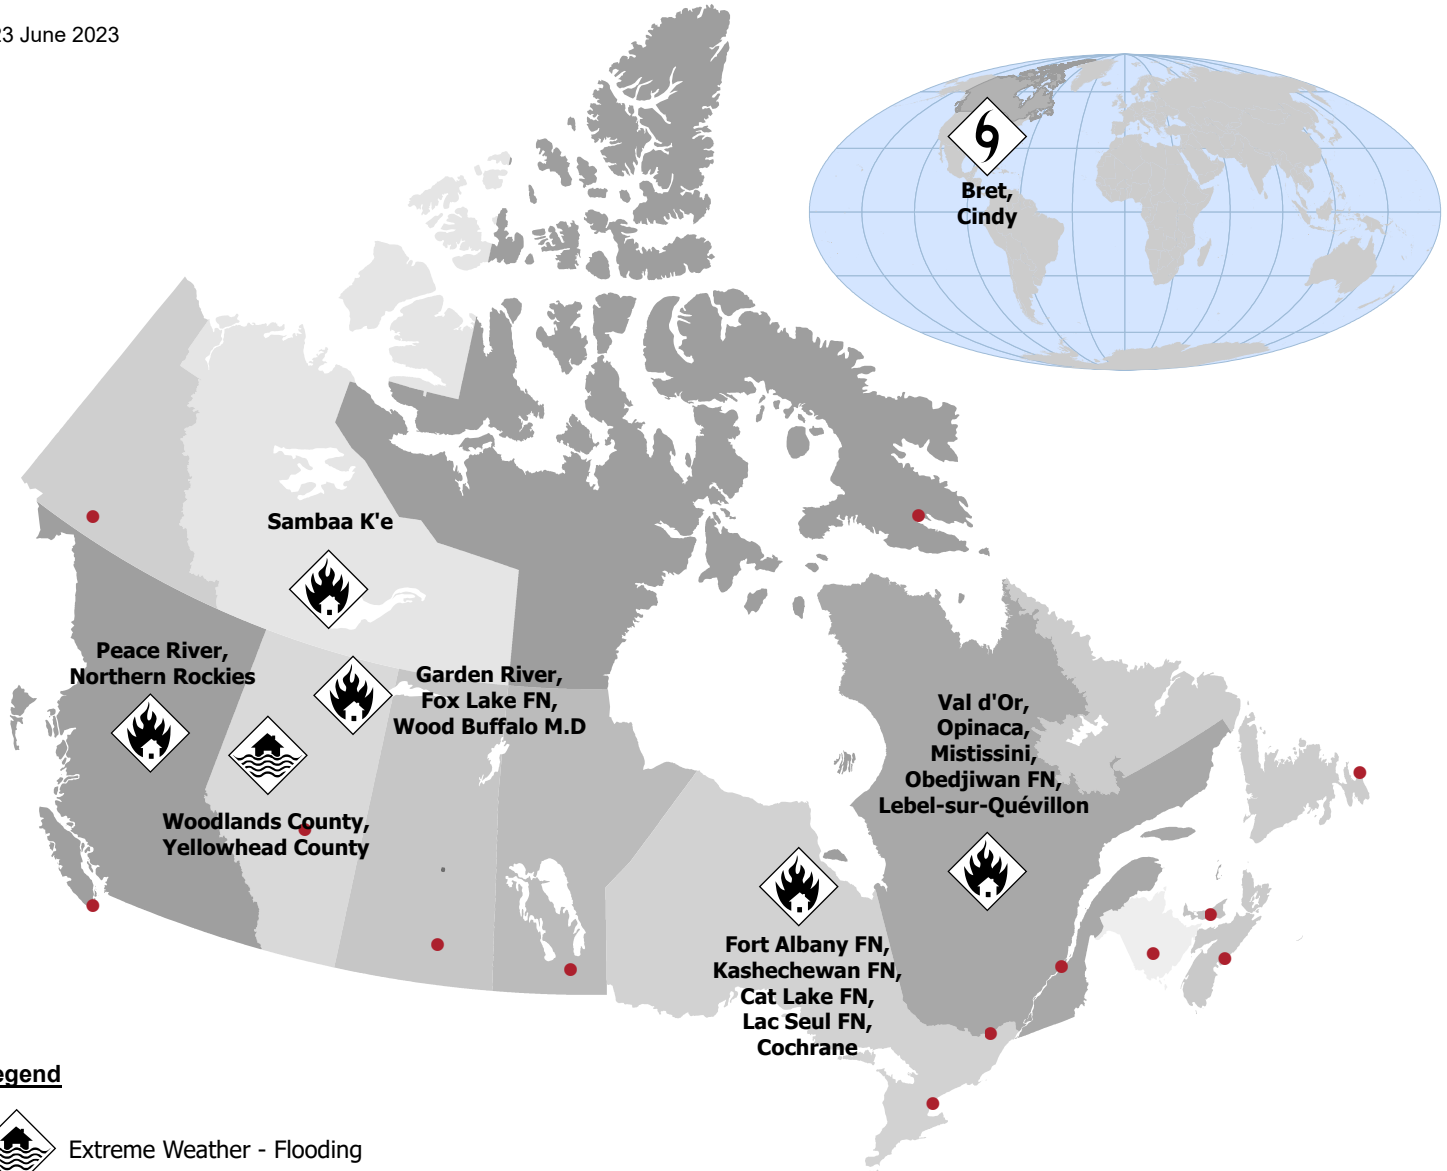 23 June 2023
Bret,
Cindy
Sambaa K'e
Peace River,
Northern Rockies
Garden River,
Fox Lake FN,
Wood Buffalo M.D
Val d'Or,
Opinaca,
Mistissini,
Obedjiwan FN,
Lebel-sur-Quévillon
Woodlands County,
Yellowhead County
Fort Albany FN,
Kashechewan FN,
Cat Lake FN,
Lac Seul FN,
Cochrane
egend
Extreme Weather - Flooding